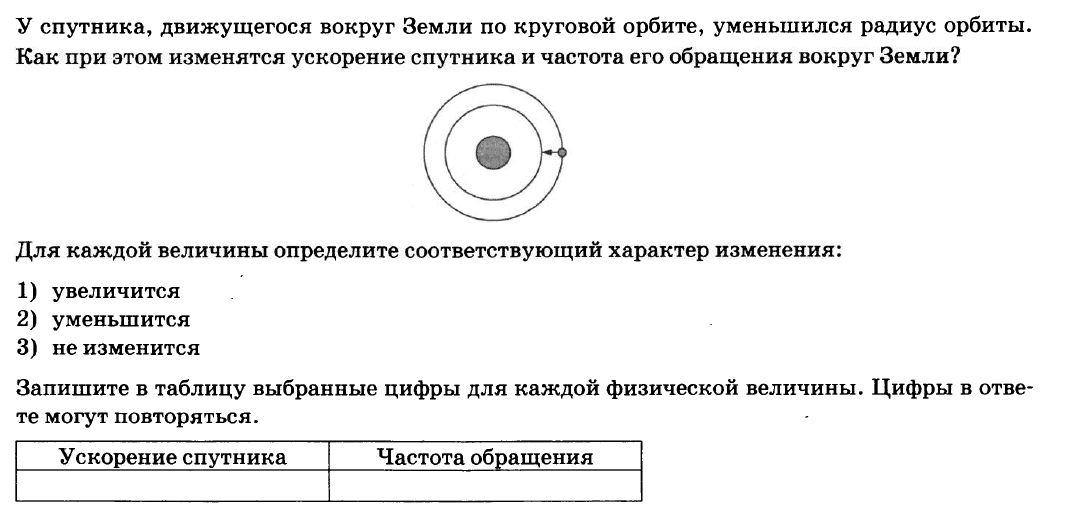 У спутника, движущегося вокруг Земли по круговой орбите, уменьшился радиус орбиты.
Как при этом изменятся ускорение спутника и частота его обращения вокруг Земли?
Для каждой величины определите соответствующий характер изменения:
1) увеличится
2) уменьшится
3) не изменится
Запишите в таблицу выбранные цифры для каждой физической величины. Цифры в отве-
те могут повторяться.
Ускорение спутника Частота обращения